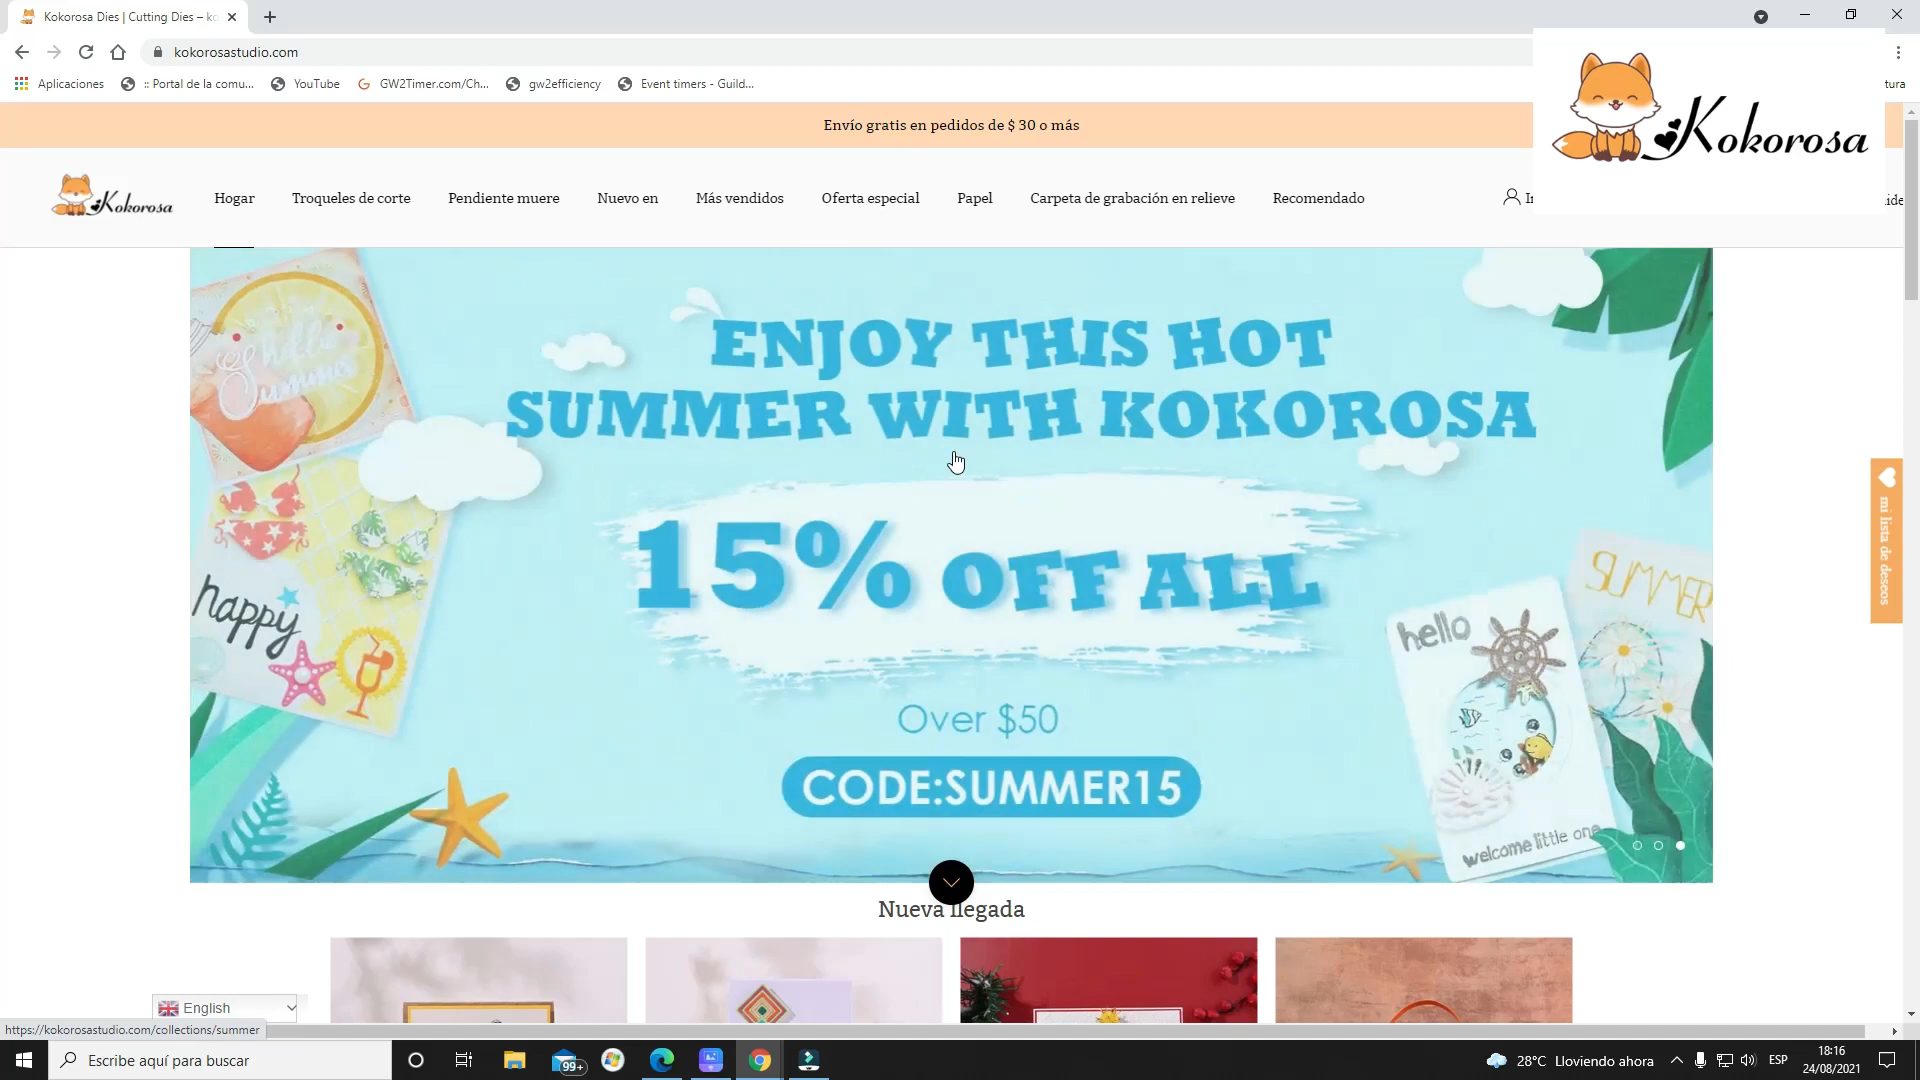 Kokorosa Dies | Cutting Dies – ko
kokorosastudio.com
Aplicaciones
:: Portal de la comu...
YouTube
GW2Timer.com/Ch...
gw2efficiency
Event timers - Guild...
tura
Kokorosa
Envío gratis en pedidos de $ 30 o más
Kokorosa
Hogar
Troqueles de corte
Pendiente muere
Nuevo en
Más vendidos
Oferta especial
Papel
Carpeta de grabación en relieve
Recomendado
ENJOY THIS HOT
SUMMER WITH KOKOROSA
15% OFF ALL
Over $50
CODE:SUMMER15
hello
Summer
happy
hello
SUMMER
welcome little one
mi lista de deseos
Nueva llegada
English
https://kokorosastudio.com/collections/summer
Escribe aquí para buscar
99+
28°C Lloviendo ahora
ESP
18:16
24/08/2021